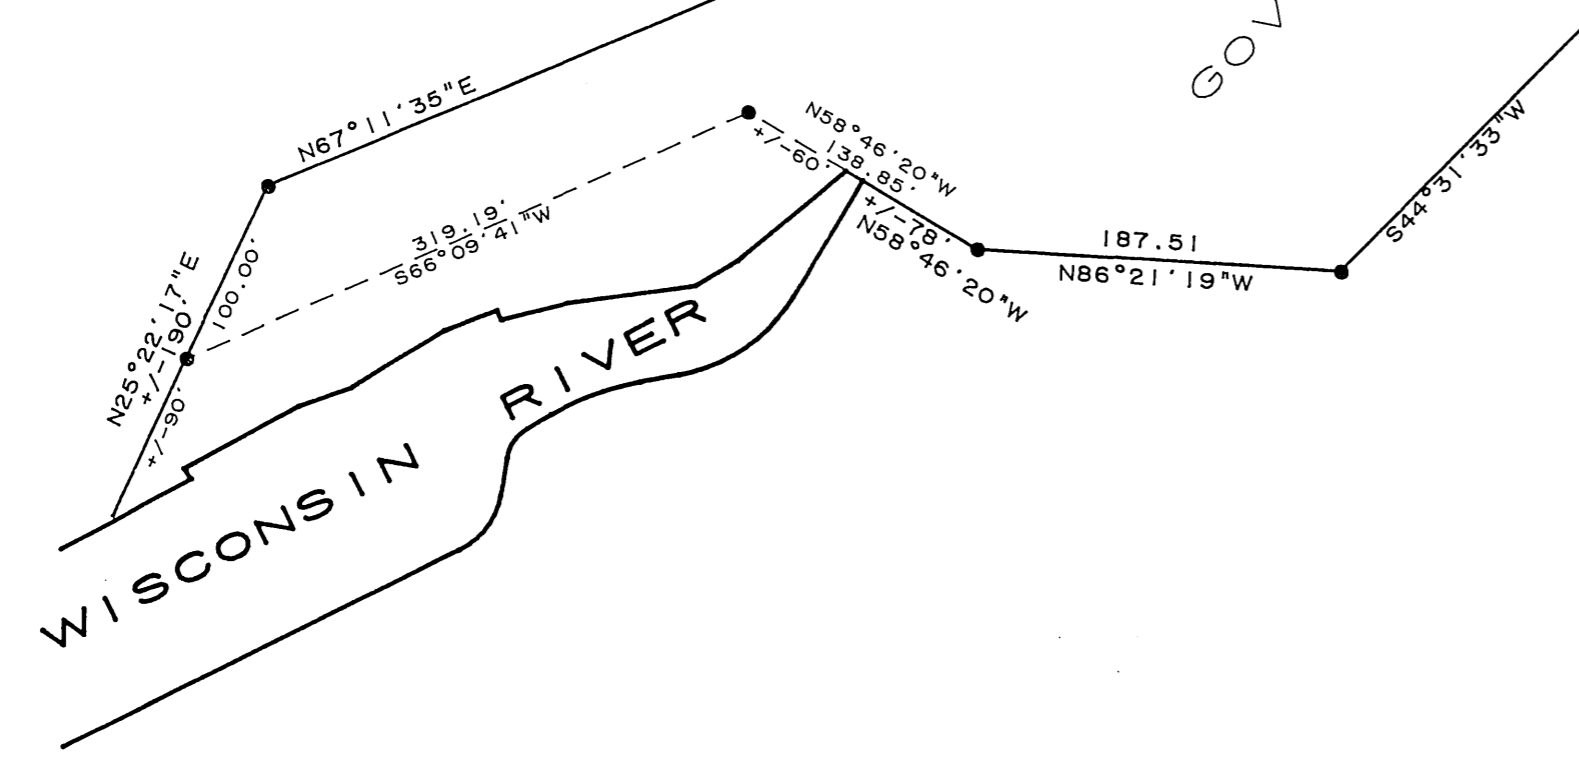 GOV
N67°11'35"E
N58°46'20"W
138.85'
+/-60'
+/-78'
N58°46'20"W
187.51
N86°21'19"W
S44°31'33"W
319.19'
S66°09'41"W
N25°22'17"E
+/-190'
100.00'
+/-90'
WISCONSIN RIVER